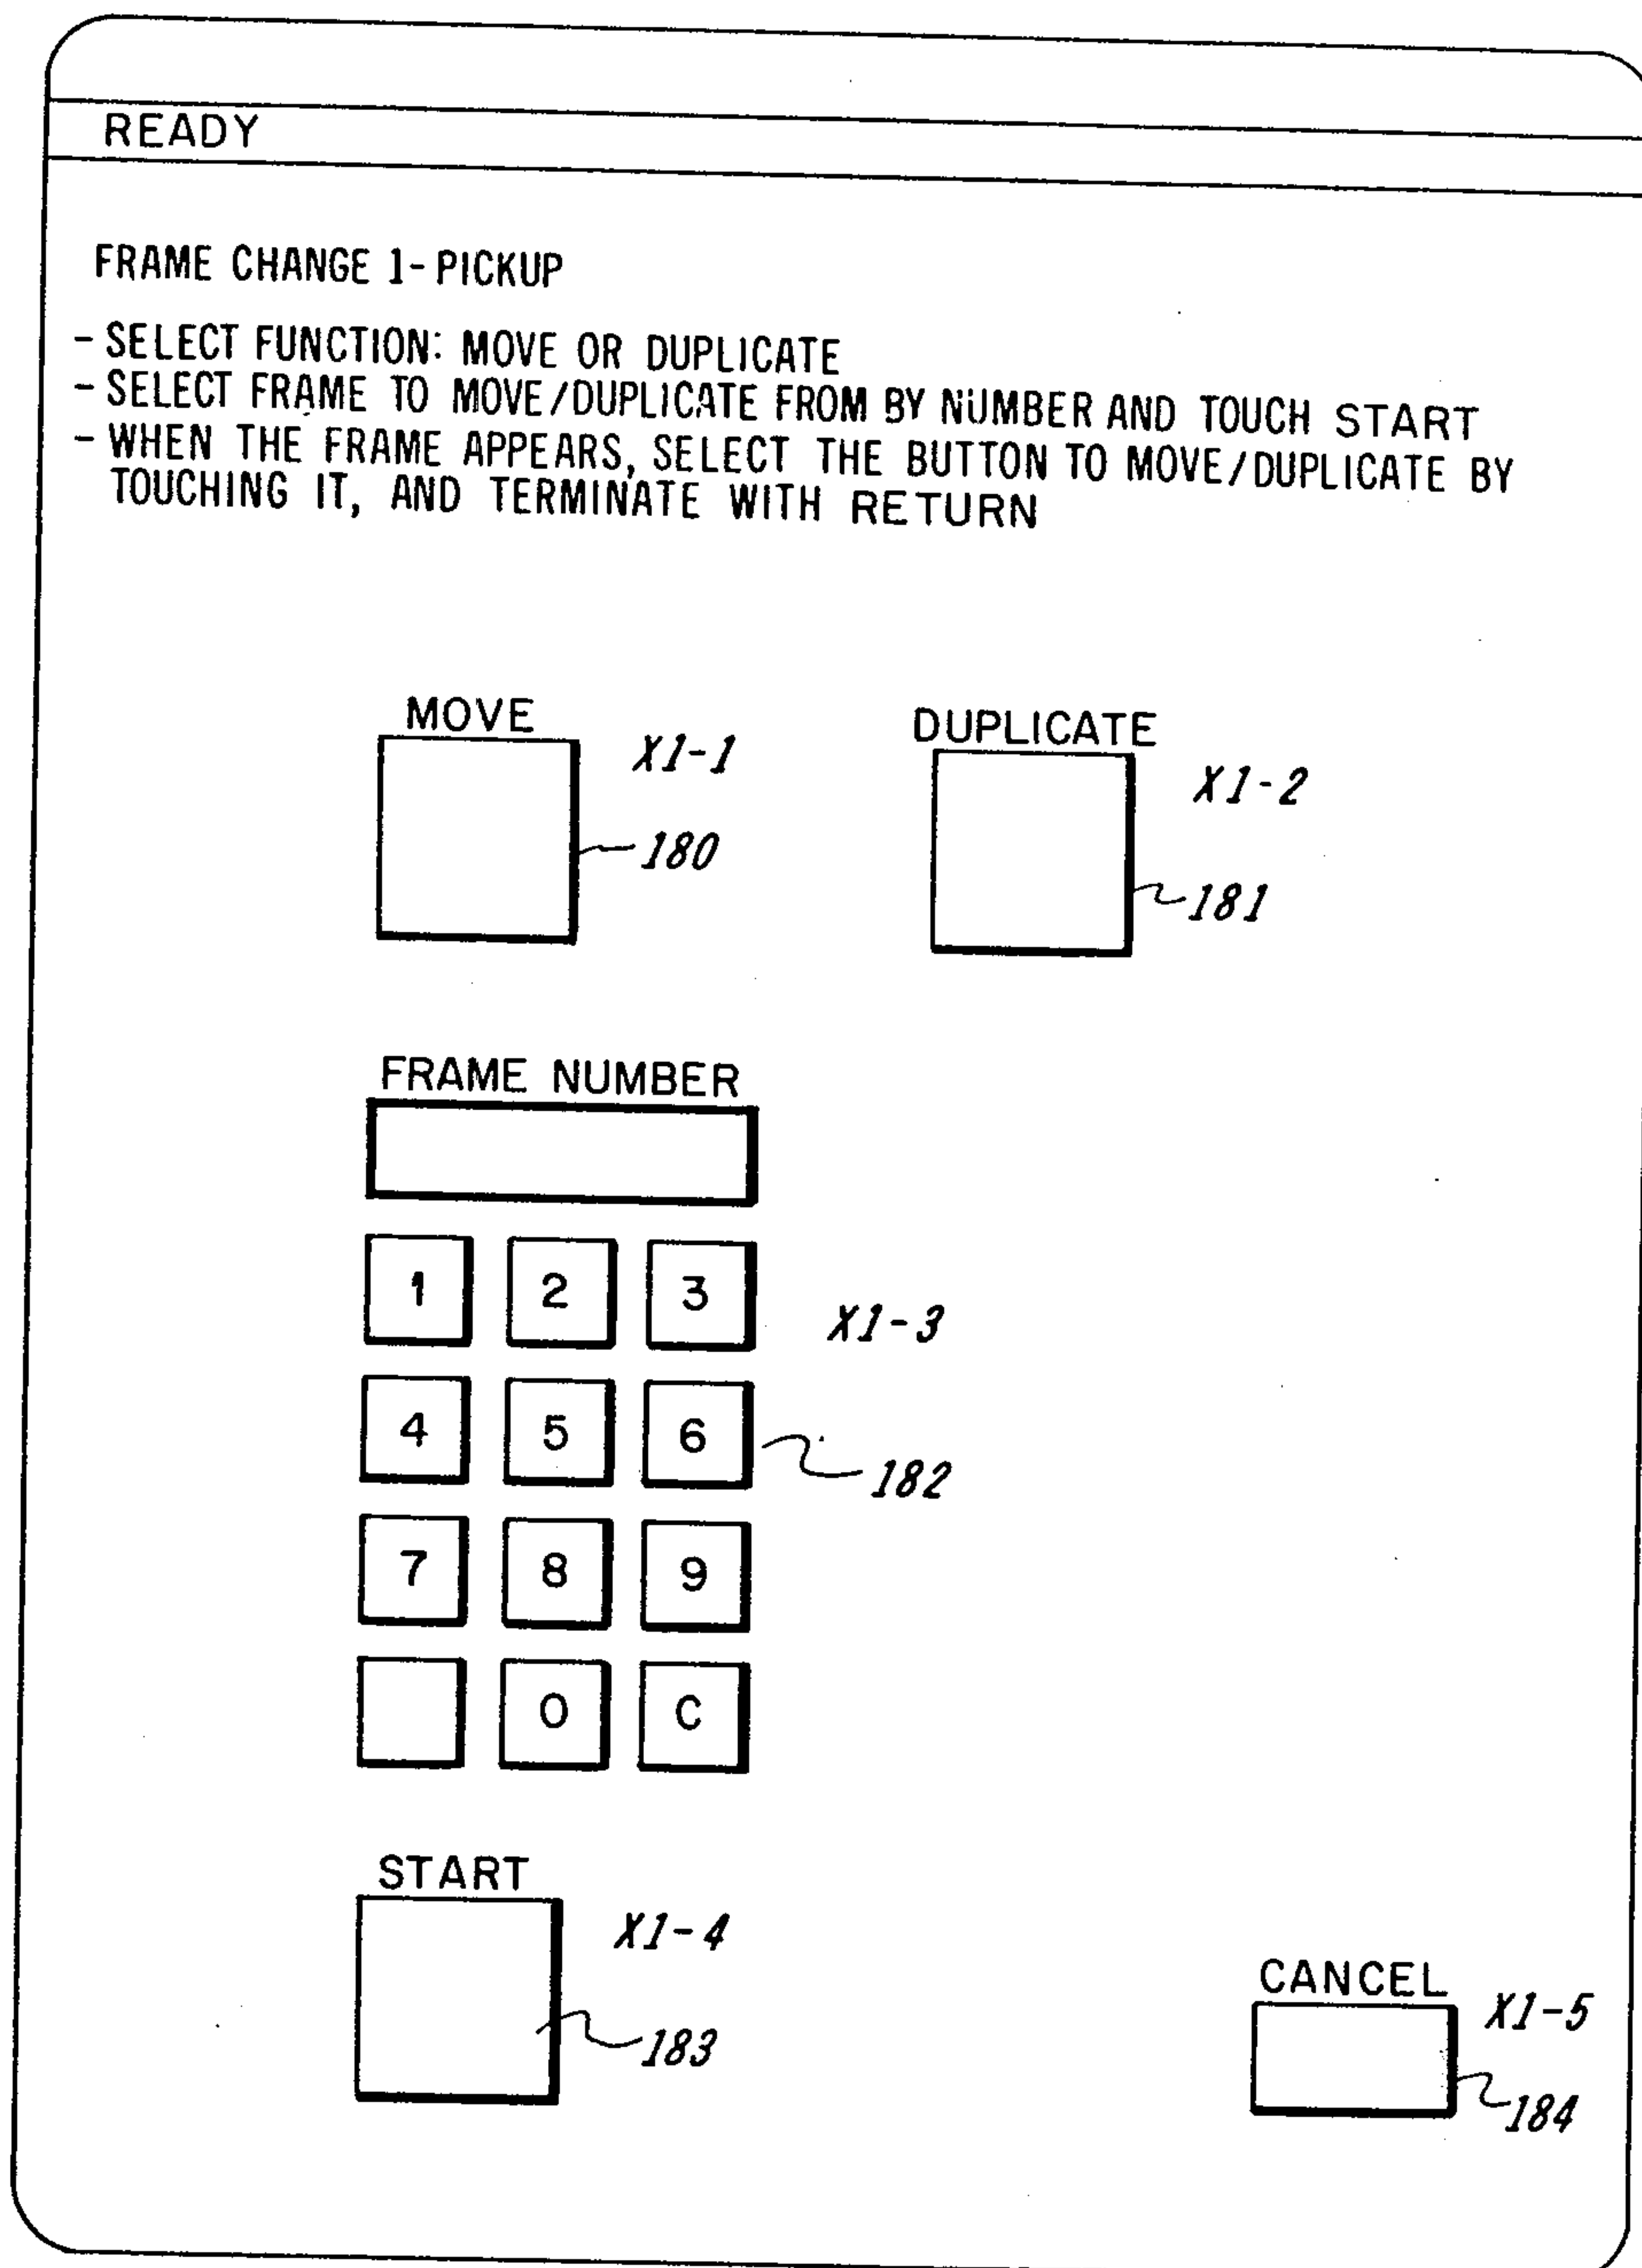 READY
FRAME CHANGE 1-PICKUP
- SELECT FUNCTION: MOVE OR DUPLICATE
- SELECT FRAME TO MOVE/DUPLICATE FROM BY NUMBER AND TOUCH START
- WHEN THE FRAME APPEARS, SELECT THE BUTTON TO MOVE/DUPLICATE BY
TOUCHING IT, AND TERMINATE WITH RETURN
MOVE
X1-1
180
DUPLICATE
X1-2
181
FRAME NUMBER
1 2 3
X1-3
4 5 6
182
7 8 9
0 C
START
X1-4
183
CANCEL
X1-5
184